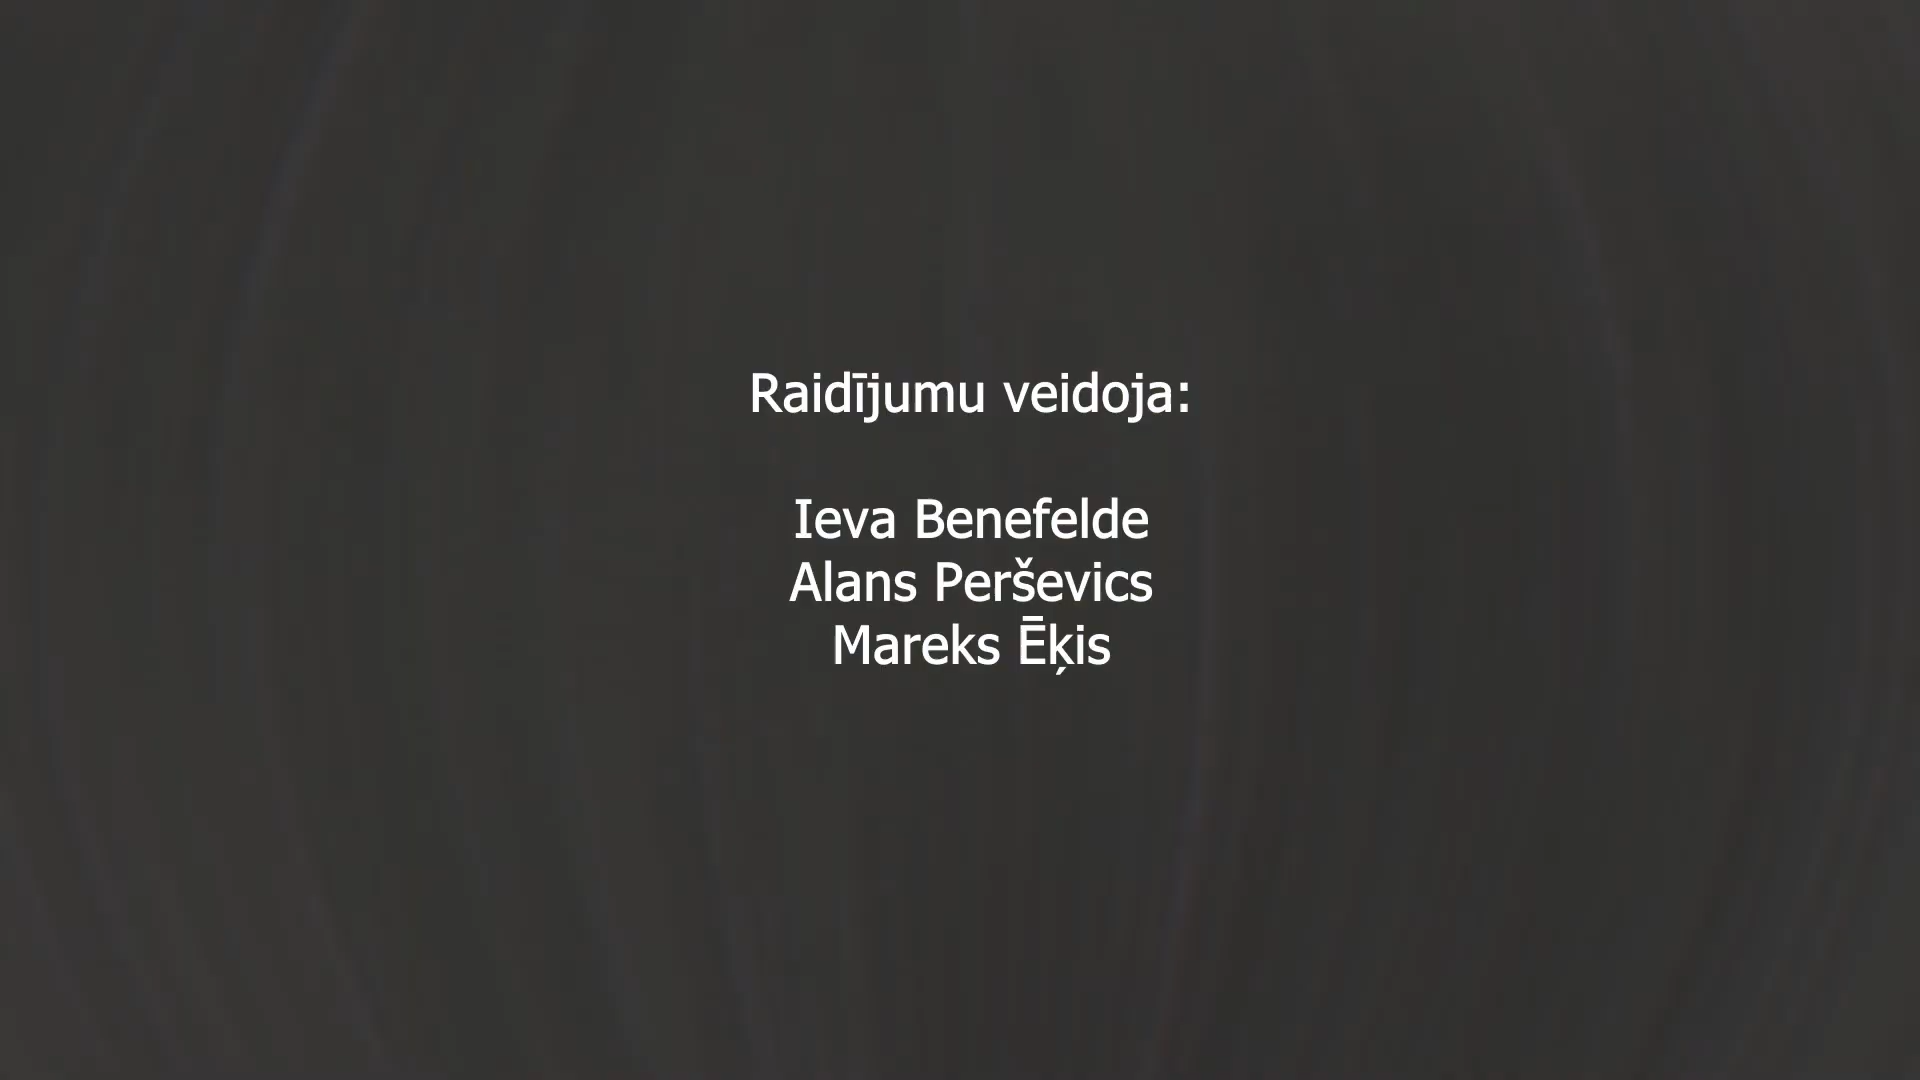 Raidījumu veidoja:
Ieva Benefelde
Alans Perševics
Mareks Ēķis